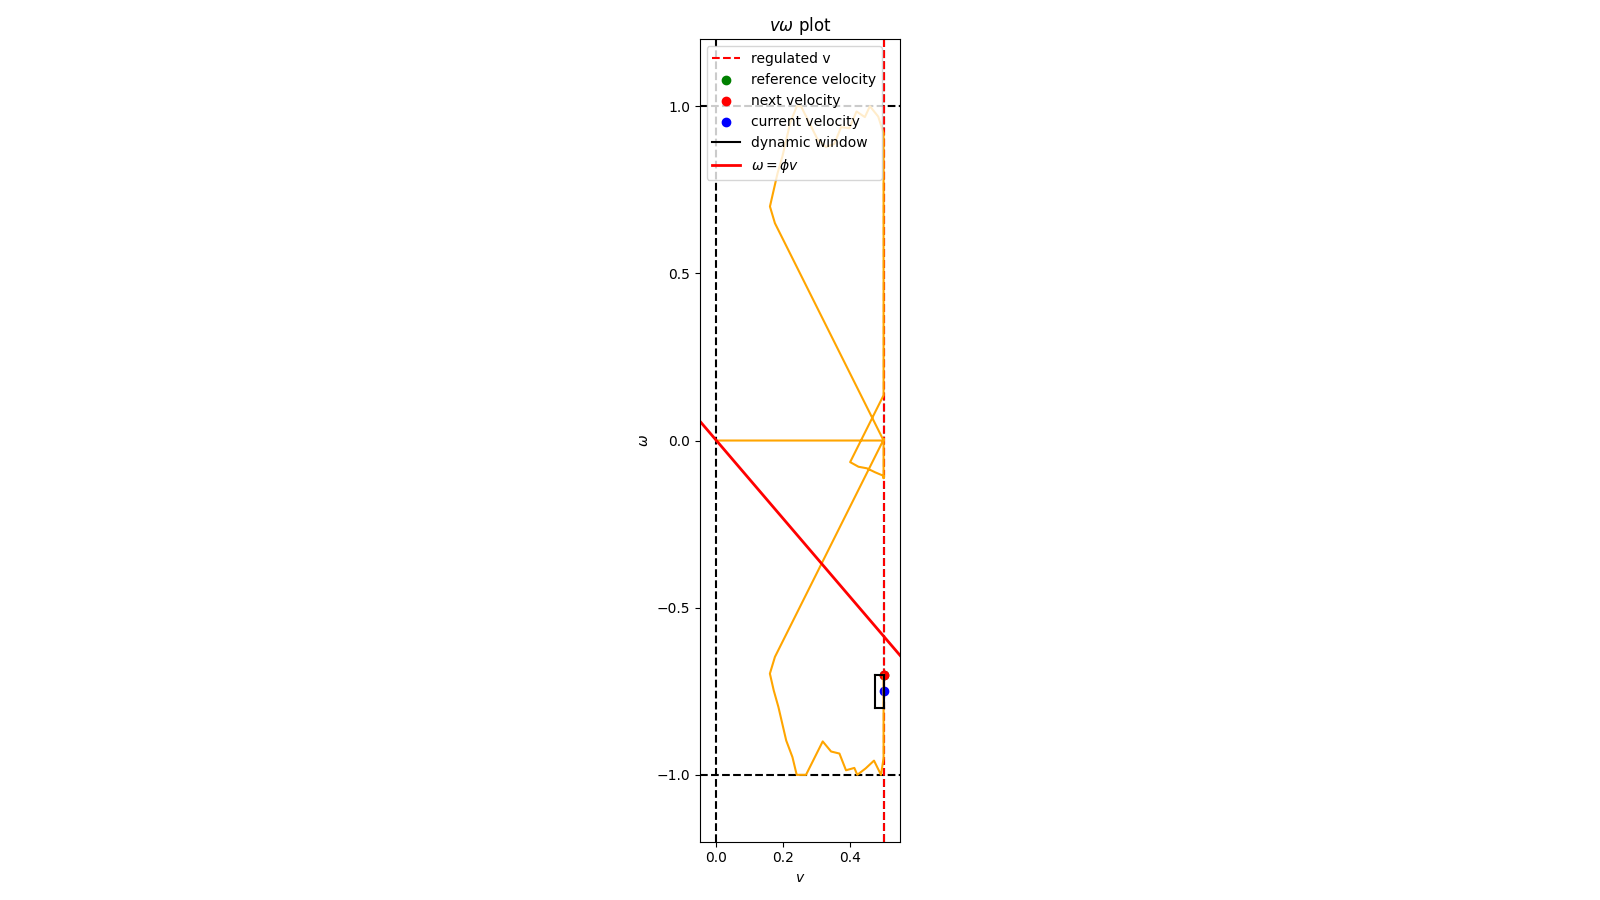 vω plot
regulated v
reference velocity
next velocity
current velocity
dynamic window
ω = ϕv
1.0
0.5
0.0
−0.5
−1.0
ω
0.0 0.2 0.4
v